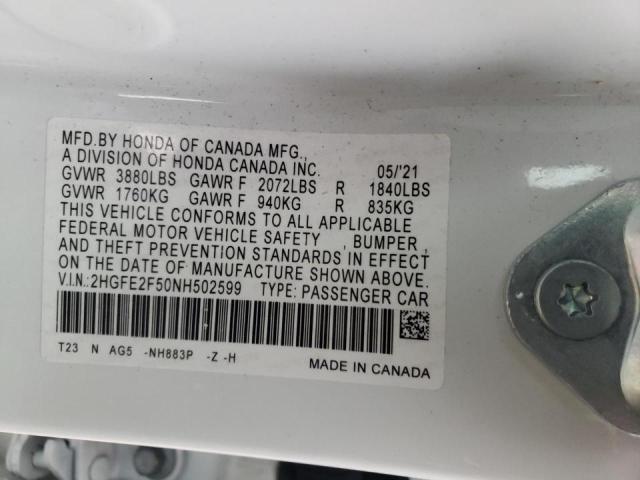 MFD.BY HONDA OF CANADA MFG.,
A DIVISION OF HONDA CANADA INC. 05/'21
GVWR 3880LBS GAWR F 2072LBS R 1840LBS
GVWR 1760KG GAWR F 940KG R 835KG
THIS VEHICLE CONFORMS TO ALL APPLICABLE
FEDERAL MOTOR VEHICLE SAFETY , BUMPER ,
AND THEFT PREVENTION STANDARDS IN EFFECT
ON THE DATE OF MANUFACTURE SHOWN ABOVE.
V.I.N.:2HGFE2F50NH502599 TYPE: PASSENGER CAR
T23 N AG5 -NH883P -Z -H
MADE IN CANADA